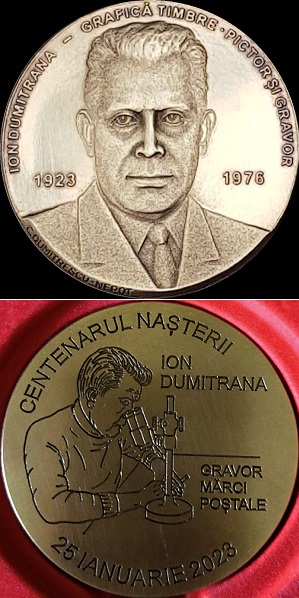 ION DUMITRANA – GRAFICĂ TIMBRE · PICTOR ȘI GRAVOR
1923
1976
C·DUMITRESCU-NEPOT
CENTENARUL NAȘTERII
ION
DUMITRANA
GRAVOR
MĂRCI
POȘTALE
25 IANUARIE 2023